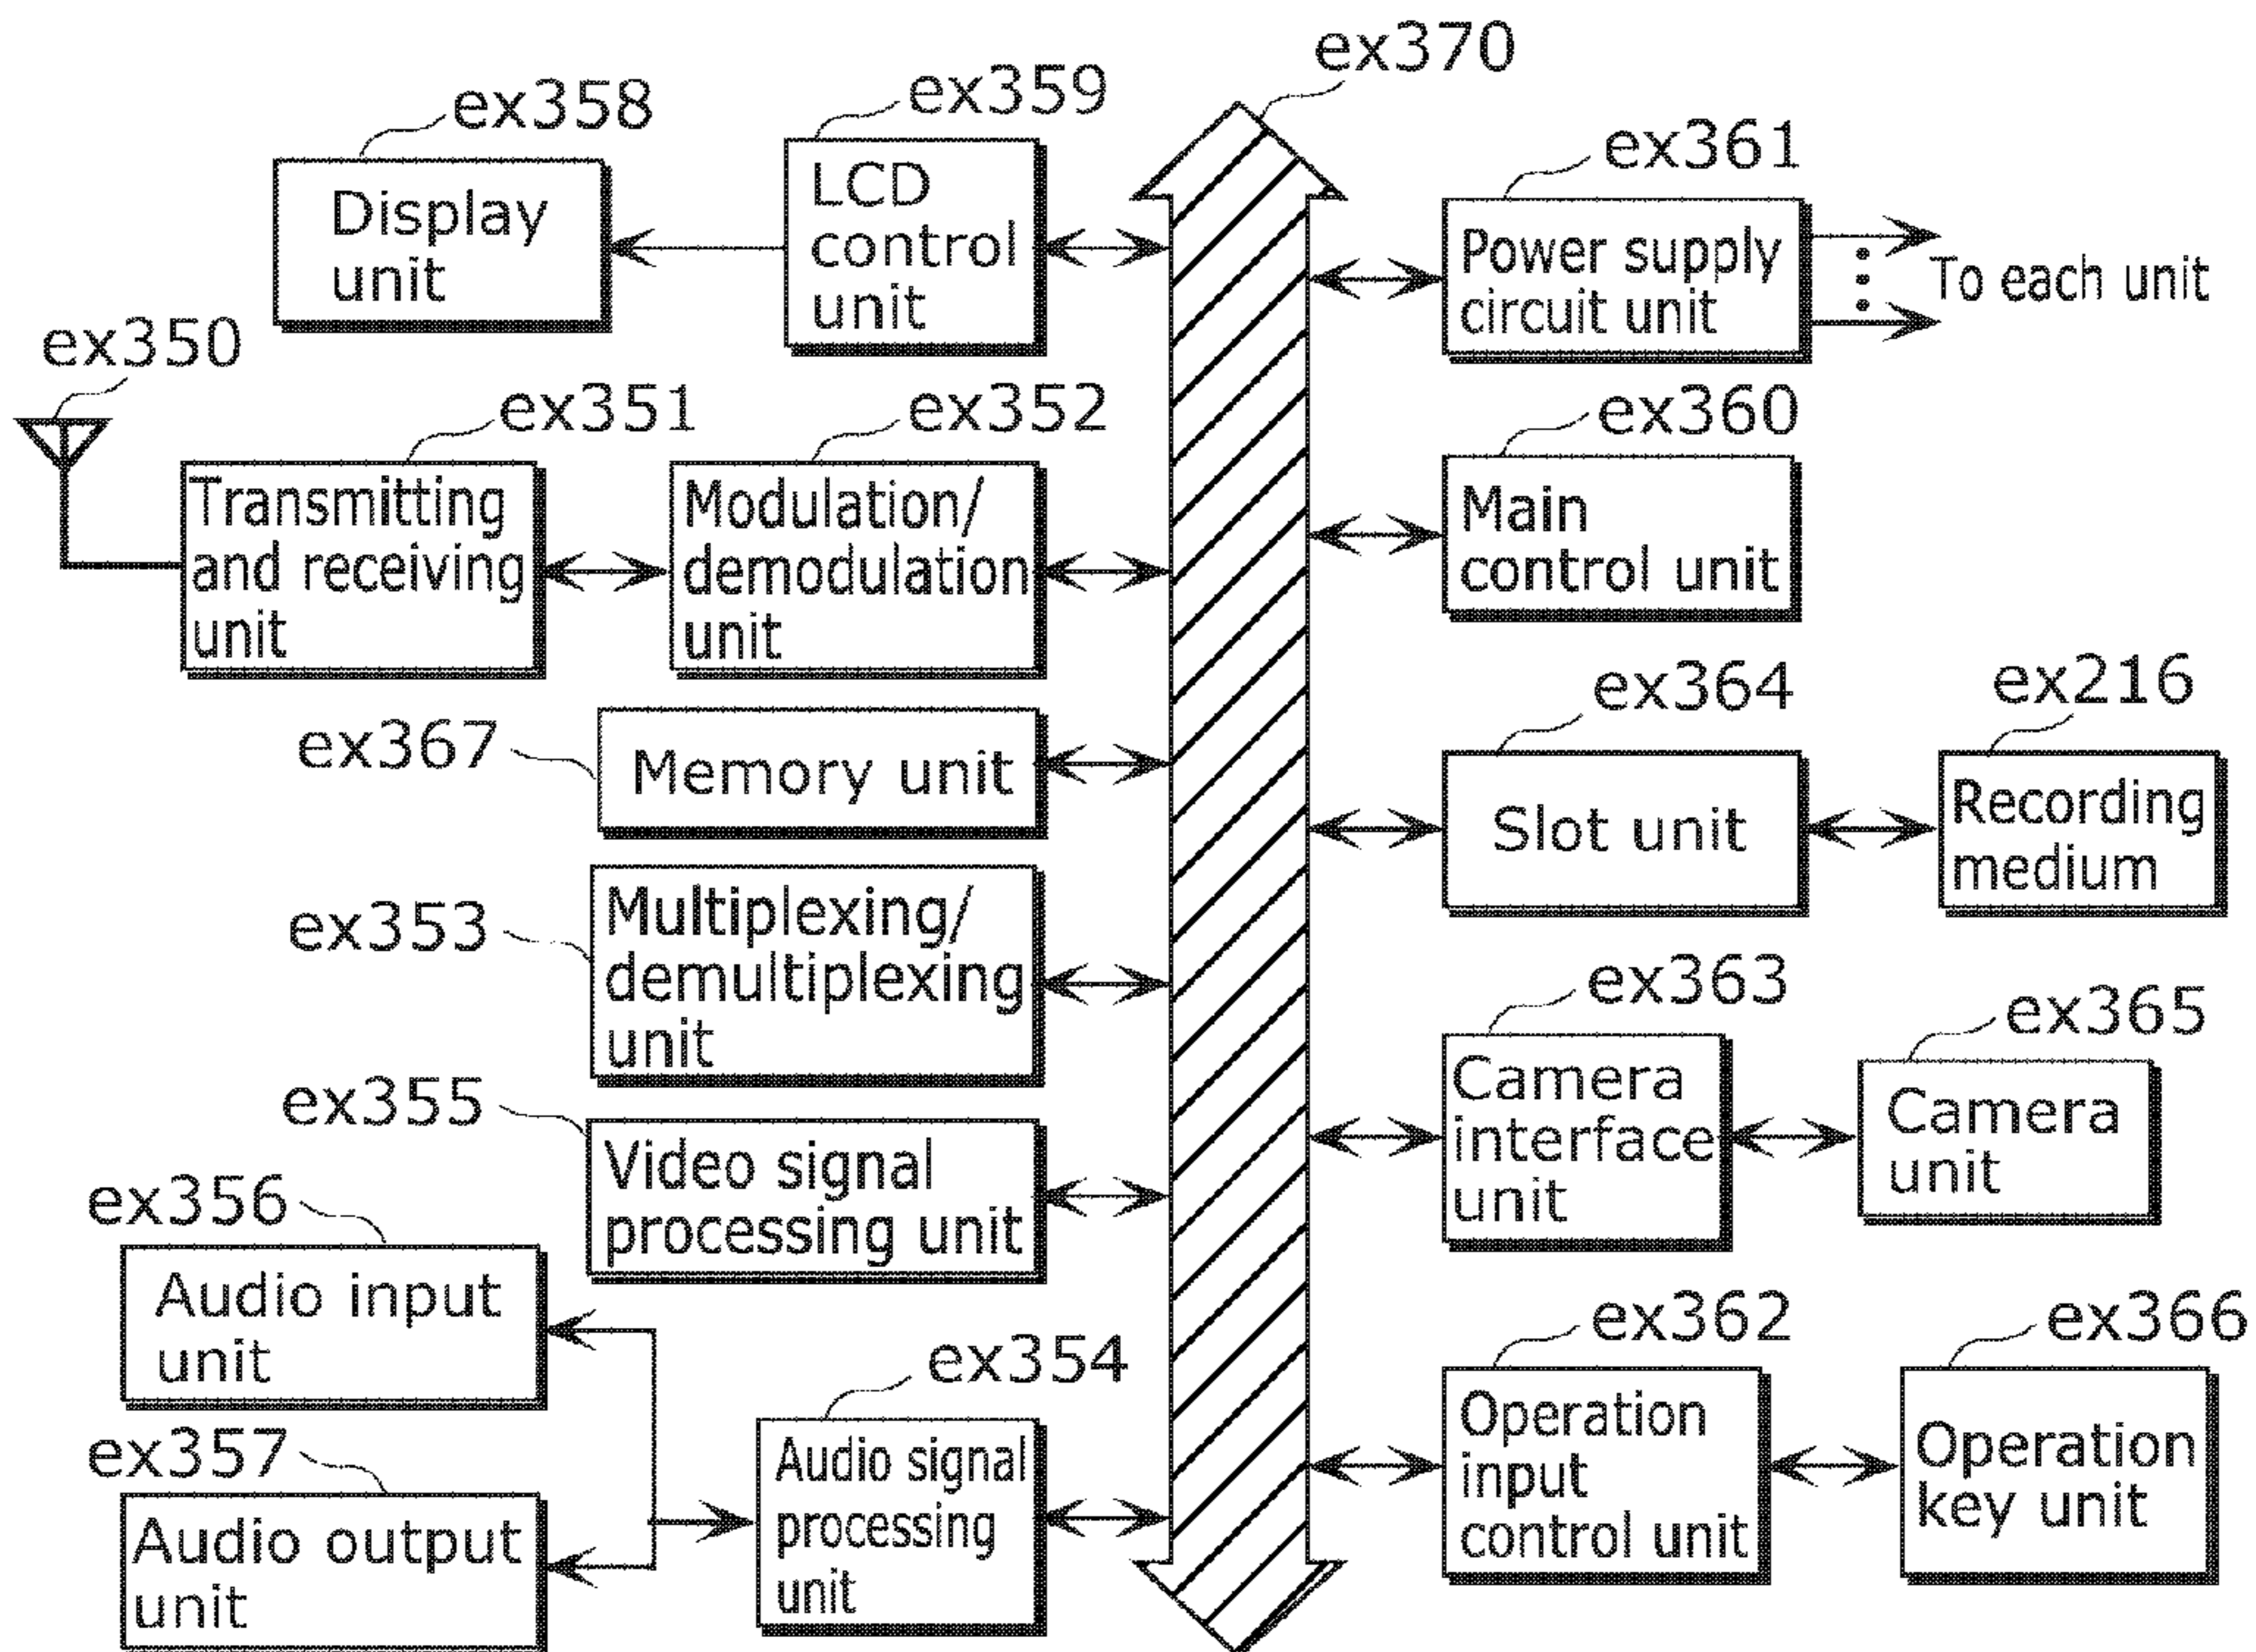 ex370
ex359
ex358
ex361
LCD
control
unit
Display
unit
Power supply
circuit unit
To each unit
ex350
ex351
ex352
ex360
Transmitting
and receiving
unit
Modulation/
demodulation
unit
Main
control unit
ex364
ex216
ex367
Memory unit
Slot unit
Recording
medium
ex353
Multiplexing/
demultiplexing
unit
ex363
ex365
ex355
Camera
interface
unit
Camera
unit
Video signal
processing unit
ex356
Audio input
unit
ex354
ex362
ex366
ex357
Audio output
unit
Audio signal
processing
unit
Operation
input
control unit
Operation
key unit